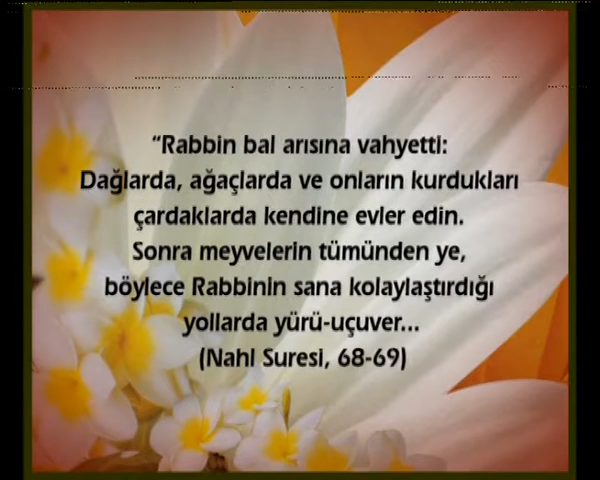 “Rabbin bal arısına vahyetti:
Dağlarda, ağaçlarda ve onların kurdukları
çardaklarda kendine evler edin.
Sonra meyvelerin tümünden ye,
böylece Rabbinin sana kolaylaştırdığı
yollarda yürü-uçuver...
(Nahl Suresi, 68-69)